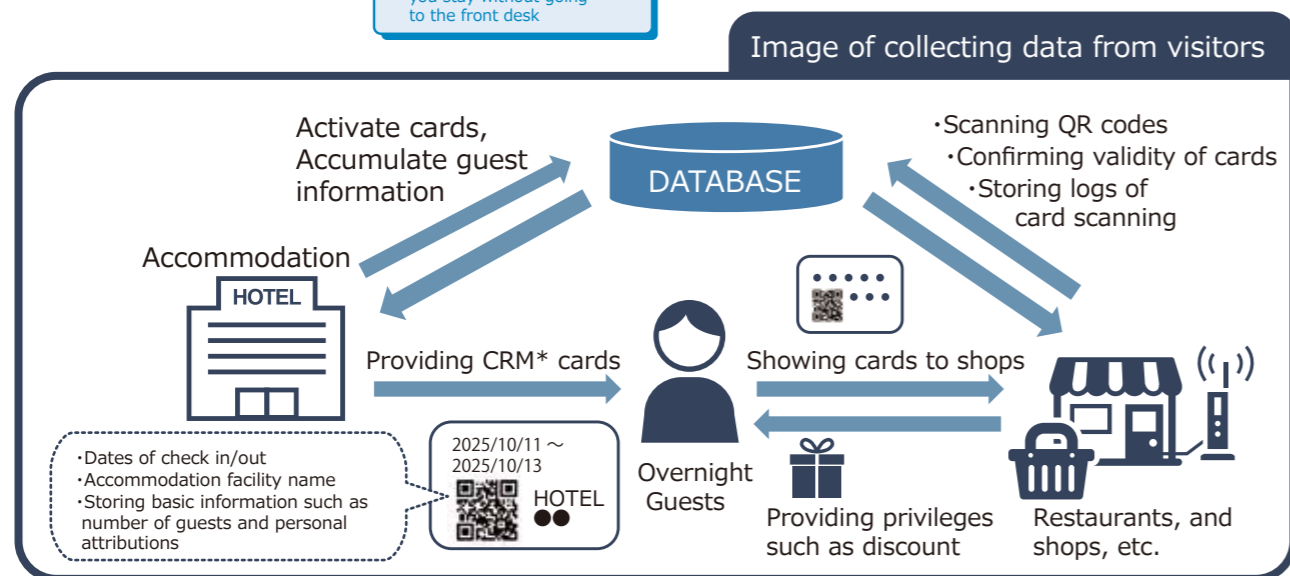 you stay without going
to the front desk
Image of collecting data from visitors
Activate cards,
Accumulate guest
information
DATABASE
・Scanning QR codes
・Confirming validity of cards
・Storing logs of
card scanning
Accommodation
HOTEL
Providing CRM* cards
Showing cards to shops
・Dates of check in/out
・Accommodation facility name
・Storing basic information such as
number of guests and personal
attributions
2025/10/11 ～
2025/10/13
HOTEL
●●
Overnight
Guests
Providing privileges
such as discount
Restaurants, and
shops, etc.